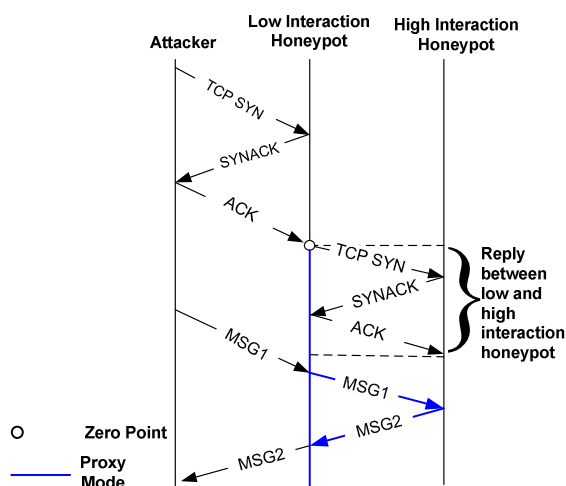 Attacker
Low Interaction
Honeypot
High Interaction
Honeypot
TCP SYN
SYNACK
ACK
TCP SYN
SYNACK
ACK
Reply
between
low and
high
interaction
honeypot
MSG1
MSG1
MSG2
MSG2
Zero Point
Proxy
Mode